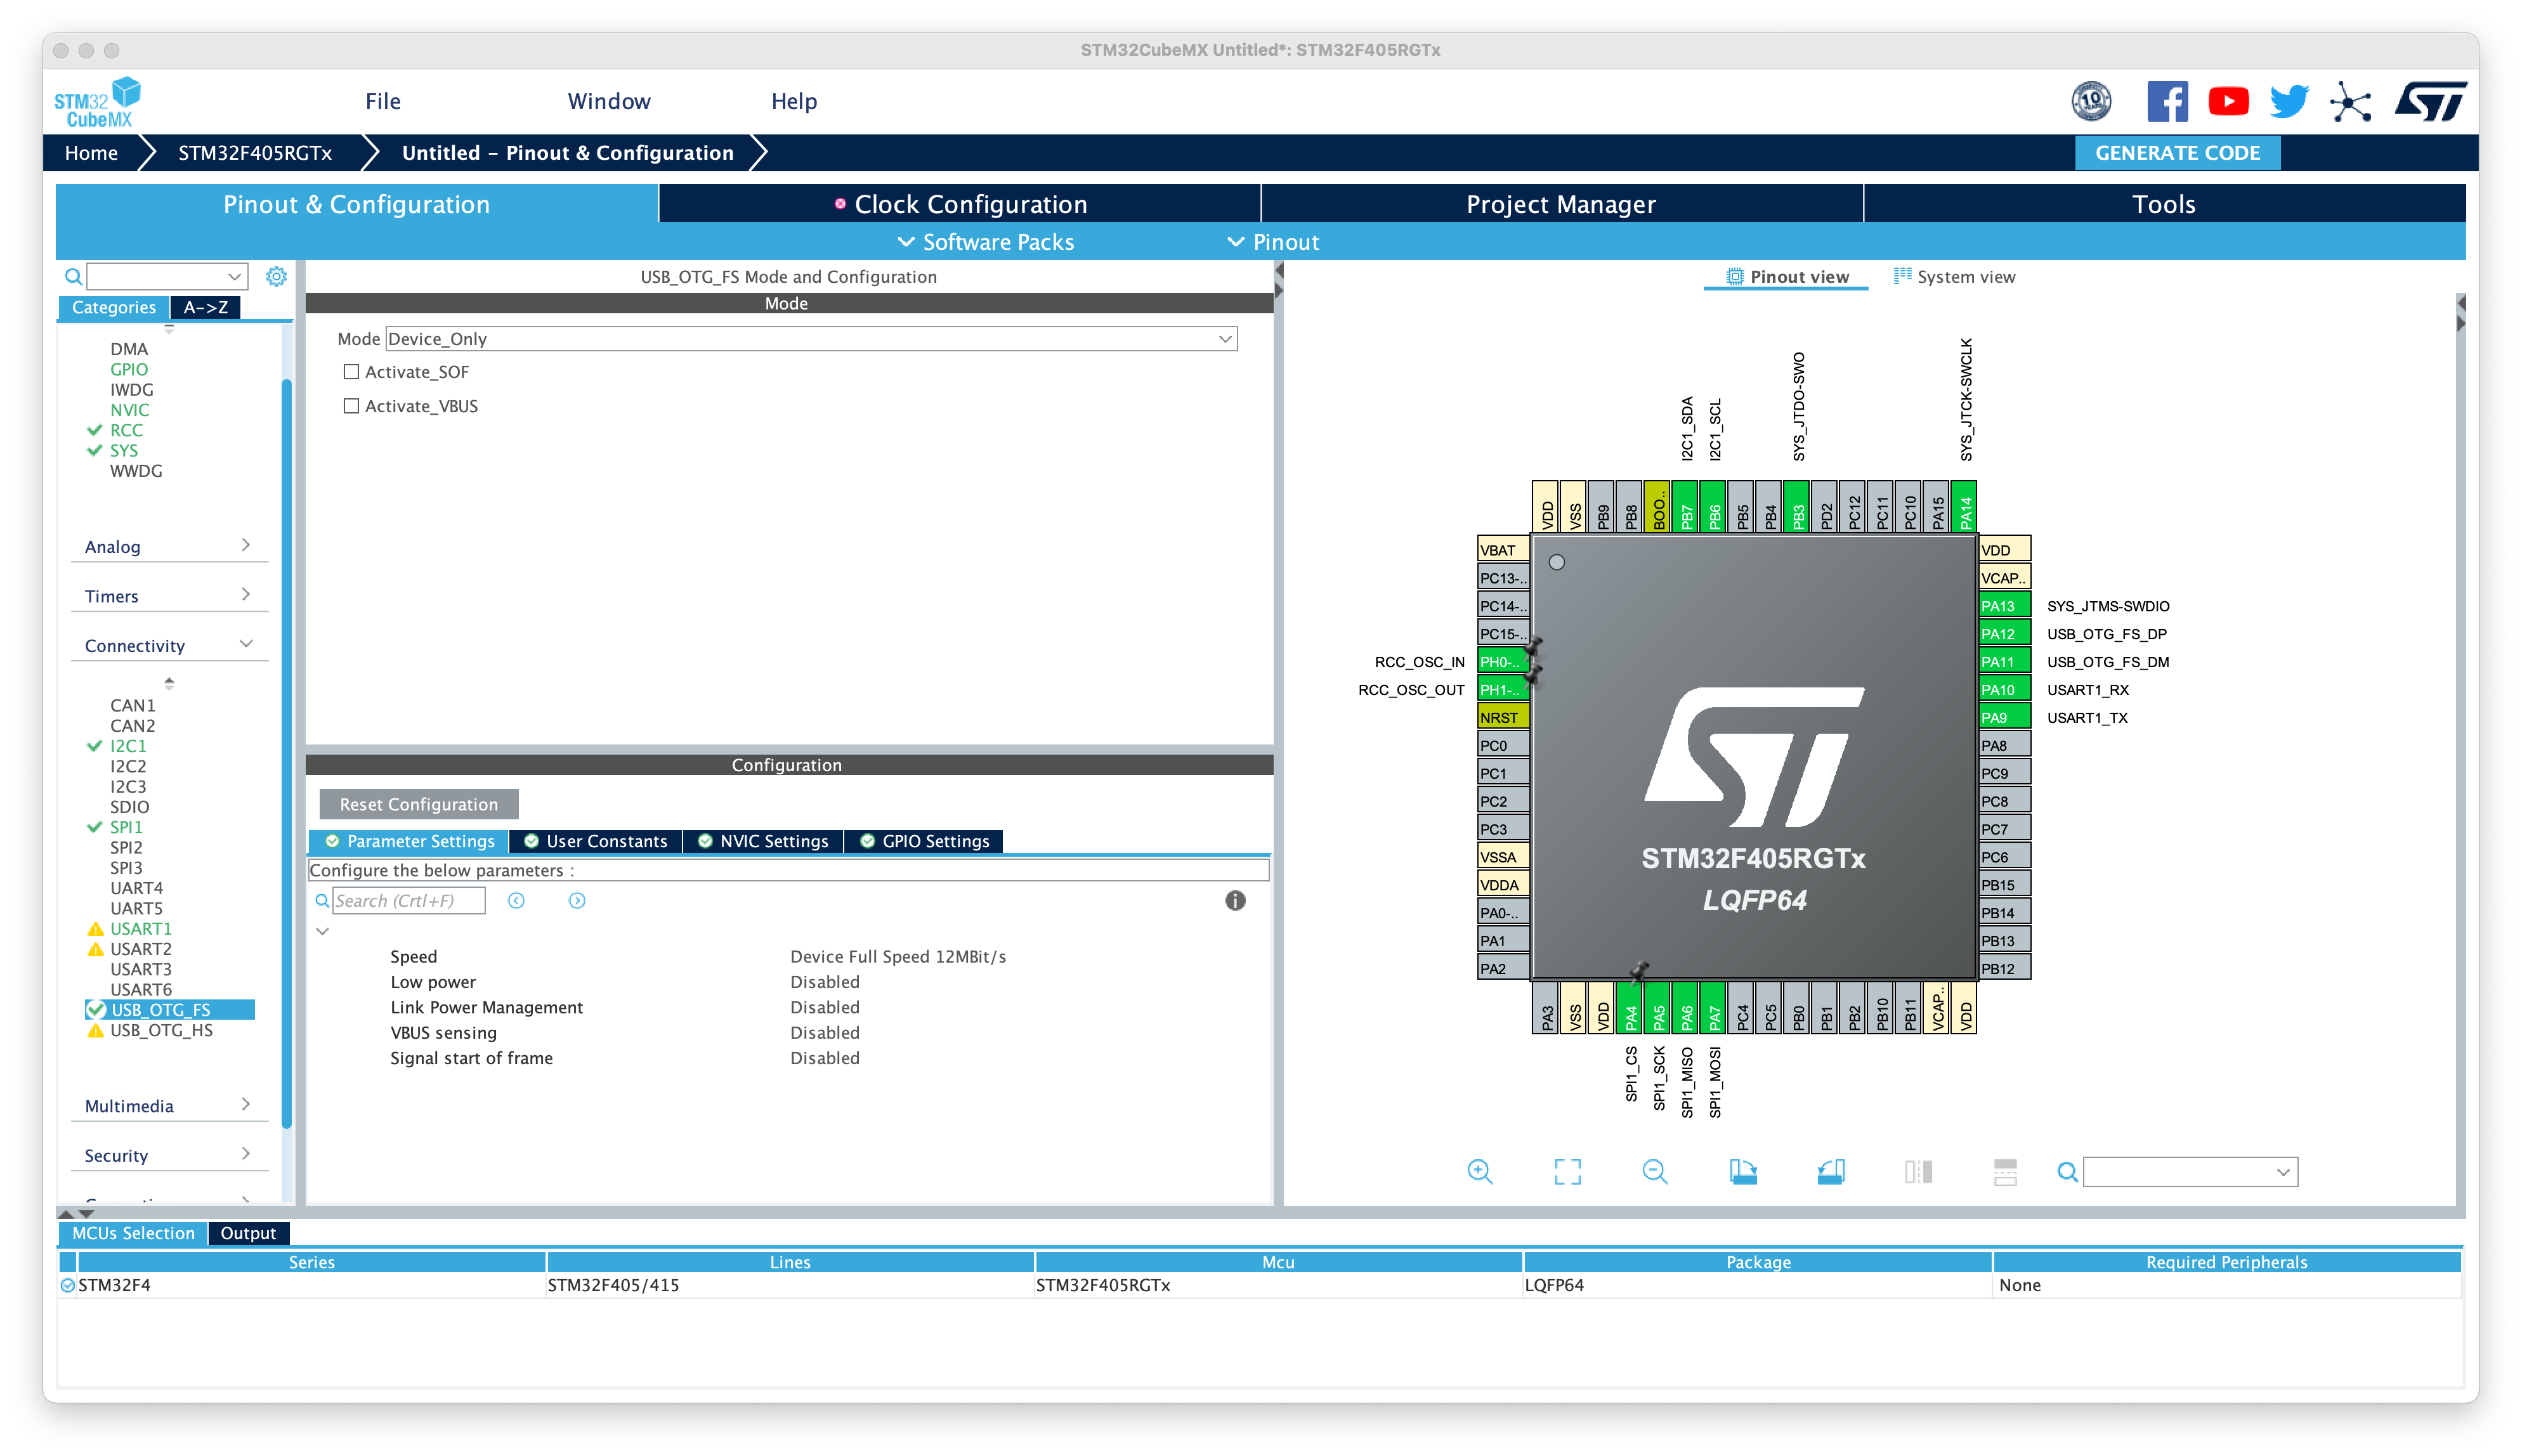 STM32CubeMX Untitled*: STM32F405RGTx
STM32
CubeMX
File
Window
Help
10
Home
STM32F405RGTx
Untitled – Pinout & Configuration
GENERATE CODE
Pinout & Configuration
Clock Configuration
Project Manager
Tools
Software Packs
Pinout
Categories
A->Z
DMA
GPIO
IWDG
NVIC
RCC
SYS
WWDG
Analog
Timers
Connectivity
CAN1
CAN2
I2C1
I2C2
I2C3
SDIO
SPI1
SPI2
SPI3
UART4
UART5
USART1
USART2
USART3
USART6
USB_OTG_FS
USB_OTG_HS
Multimedia
Security
USB_OTG_FS Mode and Configuration
Mode
Mode Device_Only
Activate_SOF
Activate_VBUS
Configuration
Reset Configuration
Parameter Settings
User Constants
NVIC Settings
GPIO Settings
Configure the below parameters :
Search (Crtl+F)
Speed Device Full Speed 12MBit/s
Low power Disabled
Link Power Management Disabled
VBUS sensing Disabled
Signal start of frame Disabled
Pinout view
System view
I2C1_SDA
I2C1_SCL
SYS_JTDO-SWO
SYS_JTCK-SWCLK
VDD
VSS
PB9
PB8
BOO..
PB7
PB6
PB5
PB4
PB3
PD2
PC12
PC11
PC10
PA15
PA14
VBAT
PC13-..
PC14-..
PC15-..
RCC_OSC_IN PH0-..
RCC_OSC_OUT PH1-..
NRST
PC0
PC1
PC2
PC3
VSSA
VDDA
PA0-..
PA1
PA2
STM32F405RGTx
LQFP64
VDD
VCAP..
PA13 SYS_JTMS-SWDIO
PA12 USB_OTG_FS_DP
PA11 USB_OTG_FS_DM
PA10 USART1_RX
PA9 USART1_TX
PA8
PC9
PC8
PC7
PC6
PB15
PB14
PB13
PB12
PA3
VSS
VDD
PA4
PA5
PA6
PA7
PC4
PC5
PB0
PB1
PB2
PB10
PB11
VCAP..
VDD
SPI1_CS
SPI1_SCK
SPI1_MISO
SPI1_MOSI
MCUs Selection
Output
Series Lines Mcu Package Required Peripherals
STM32F4 STM32F405/415 STM32F405RGTx LQFP64 None